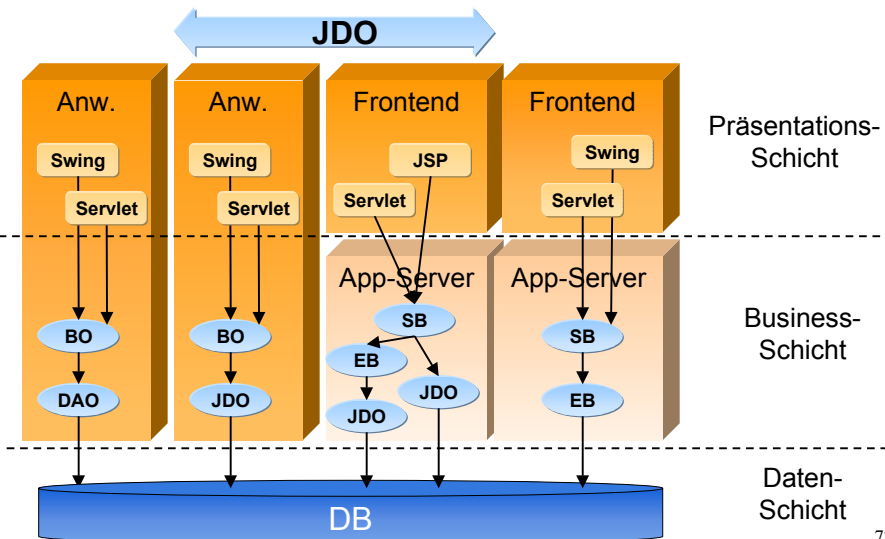 JDO
Anw.
Anw.
Frontend
Frontend
Präsentations-
Schicht
Swing
Swing
JSP
Swing
Servlet
Servlet
Servlet
Servlet
App-Server
App-Server
Business-
Schicht
SB
BO
BO
EB
SB
DAO
JDO
JDO
JDO
EB
Daten-
Schicht
DB